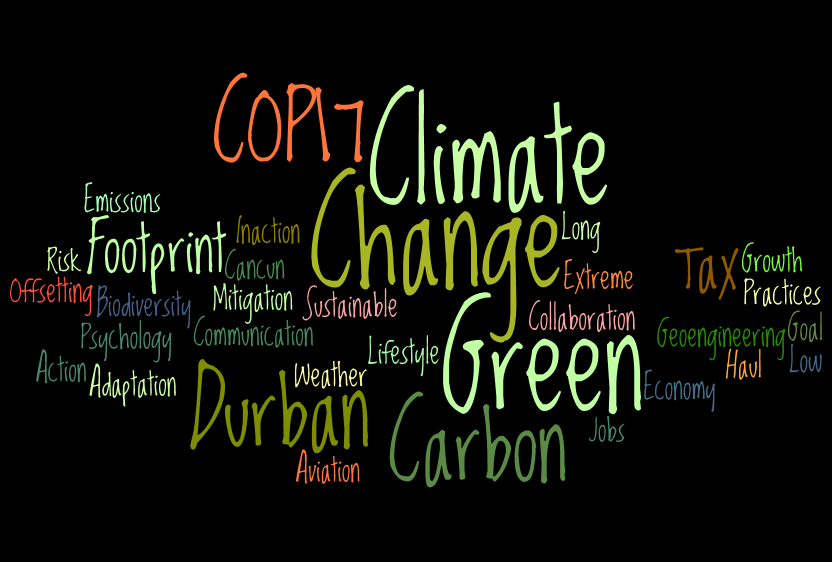 COP17
Climate
Emissions
Change
Footprint
Inaction
Long
Risk
Cancun
Tax
Growth
Extreme
Offsetting
Biodiversity
Mitigation
Sustainable
Practices
Collaboration
Psychology
Communication
Green
Geoengineering
Goal
Lifestyle
Action
Adaptation
Weather
Haul
Low
Durban
Economy
Carbon
Jobs
Aviation